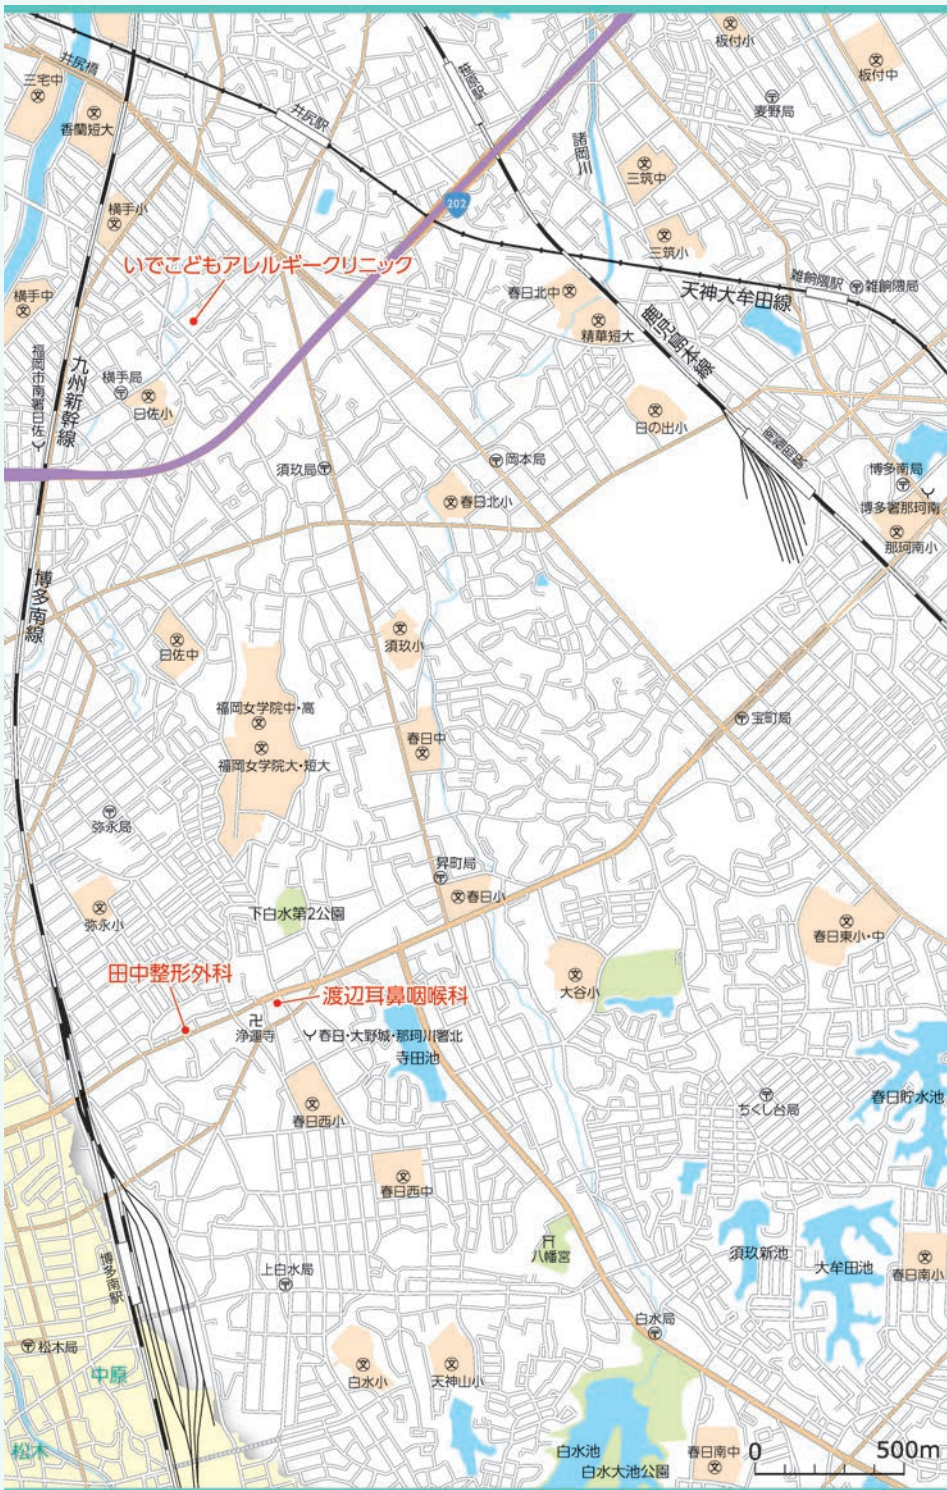 板付小
井尻橋
笹原駅
三宅中
板付中
麦野局
井尻駅
香蘭短大
諸岡川
三筑中
202
横手小
三筑小
いでこどもアレルギークリニック
雑餉隈駅
雑餉隈局
横手中
春日北中
天神大牟田線
精華短大
鹿児島本線
福岡市南署日佐
九州新幹線
横手局
日佐小
日の出小
南福岡駅
須玖局
岡本局
博多南局
春日北小
博多署那珂南
那珂南小
博多南線
須玖小
日佐中
福岡女学院中・高
宝町局
春日中
福岡女学院大・短大
弥永局
昇町局
春日小
下白水第2公園
弥永小
春日東小・中
田中整形外科
大谷小
渡辺耳鼻咽喉科
浄運寺
春日・大野城・那珂川署北
寺田池
春日貯水池
ちくし台局
春日西小
春日西中
八幡宮
須玖新池
大牟田池
博多南駅
上白水局
春日南小
白水局
松木局
中原
白水小
天神山小
松木
白水池
春日南中
0 500m
白水大池公園